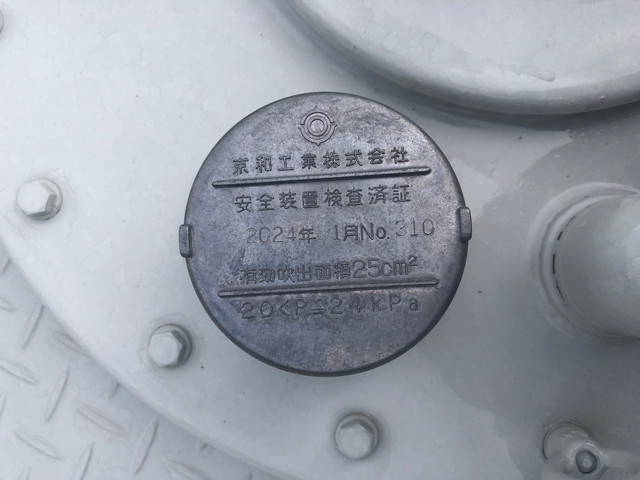 京和工業株式会社
安全装置検査済証
2024年 1月No.310
有効吹出面積25cm²
20<P≦24kPa